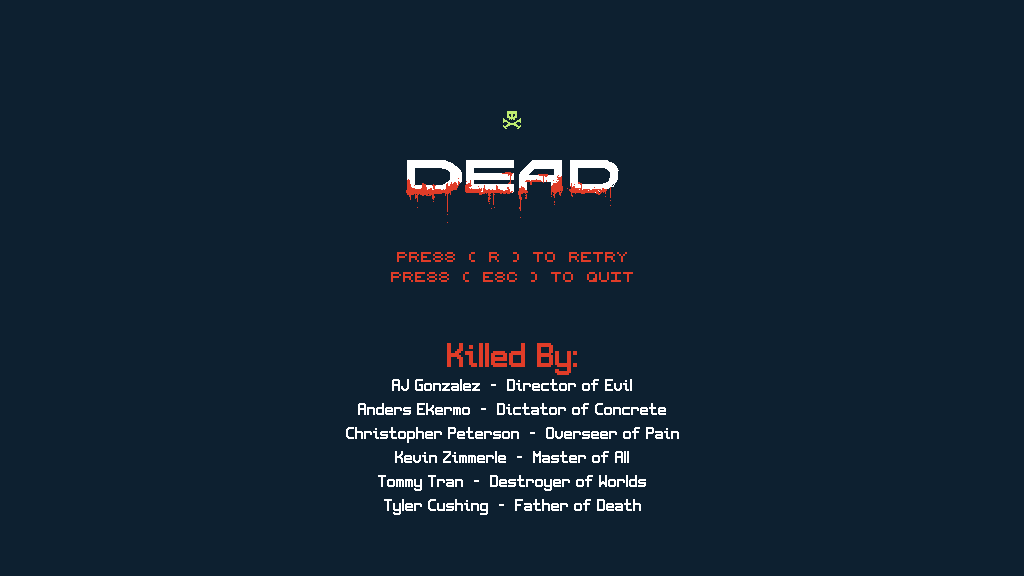 DEAD
PRESS ( R ) TO RETRY
PRESS ( ESC ) TO QUIT
Killed By:
AJ Gonzalez - Director of Evil
Anders Ekermo - Dictator of Concrete
Christopher Peterson - Overseer of Pain
Kevin Zimmerle - Master of All
Tommy Tran - Destroyer of Worlds
Tyler Cushing - Father of Death